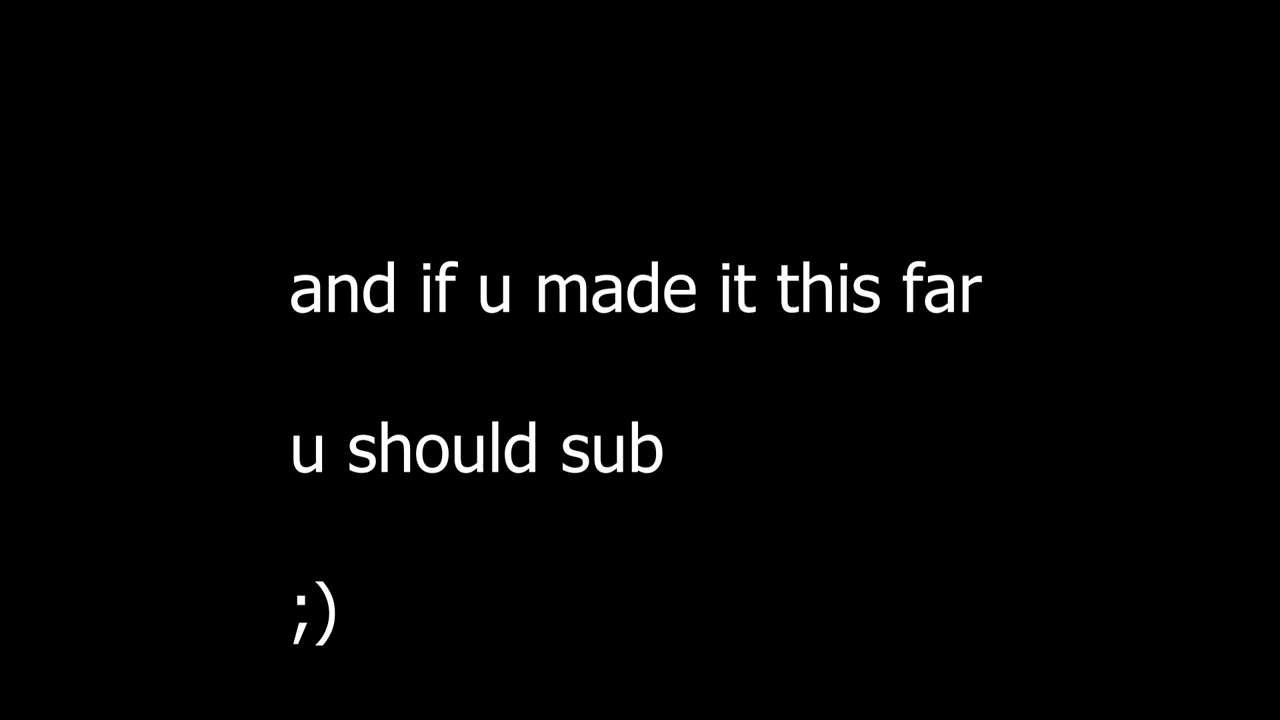 and if u made it this far
u should sub
;)